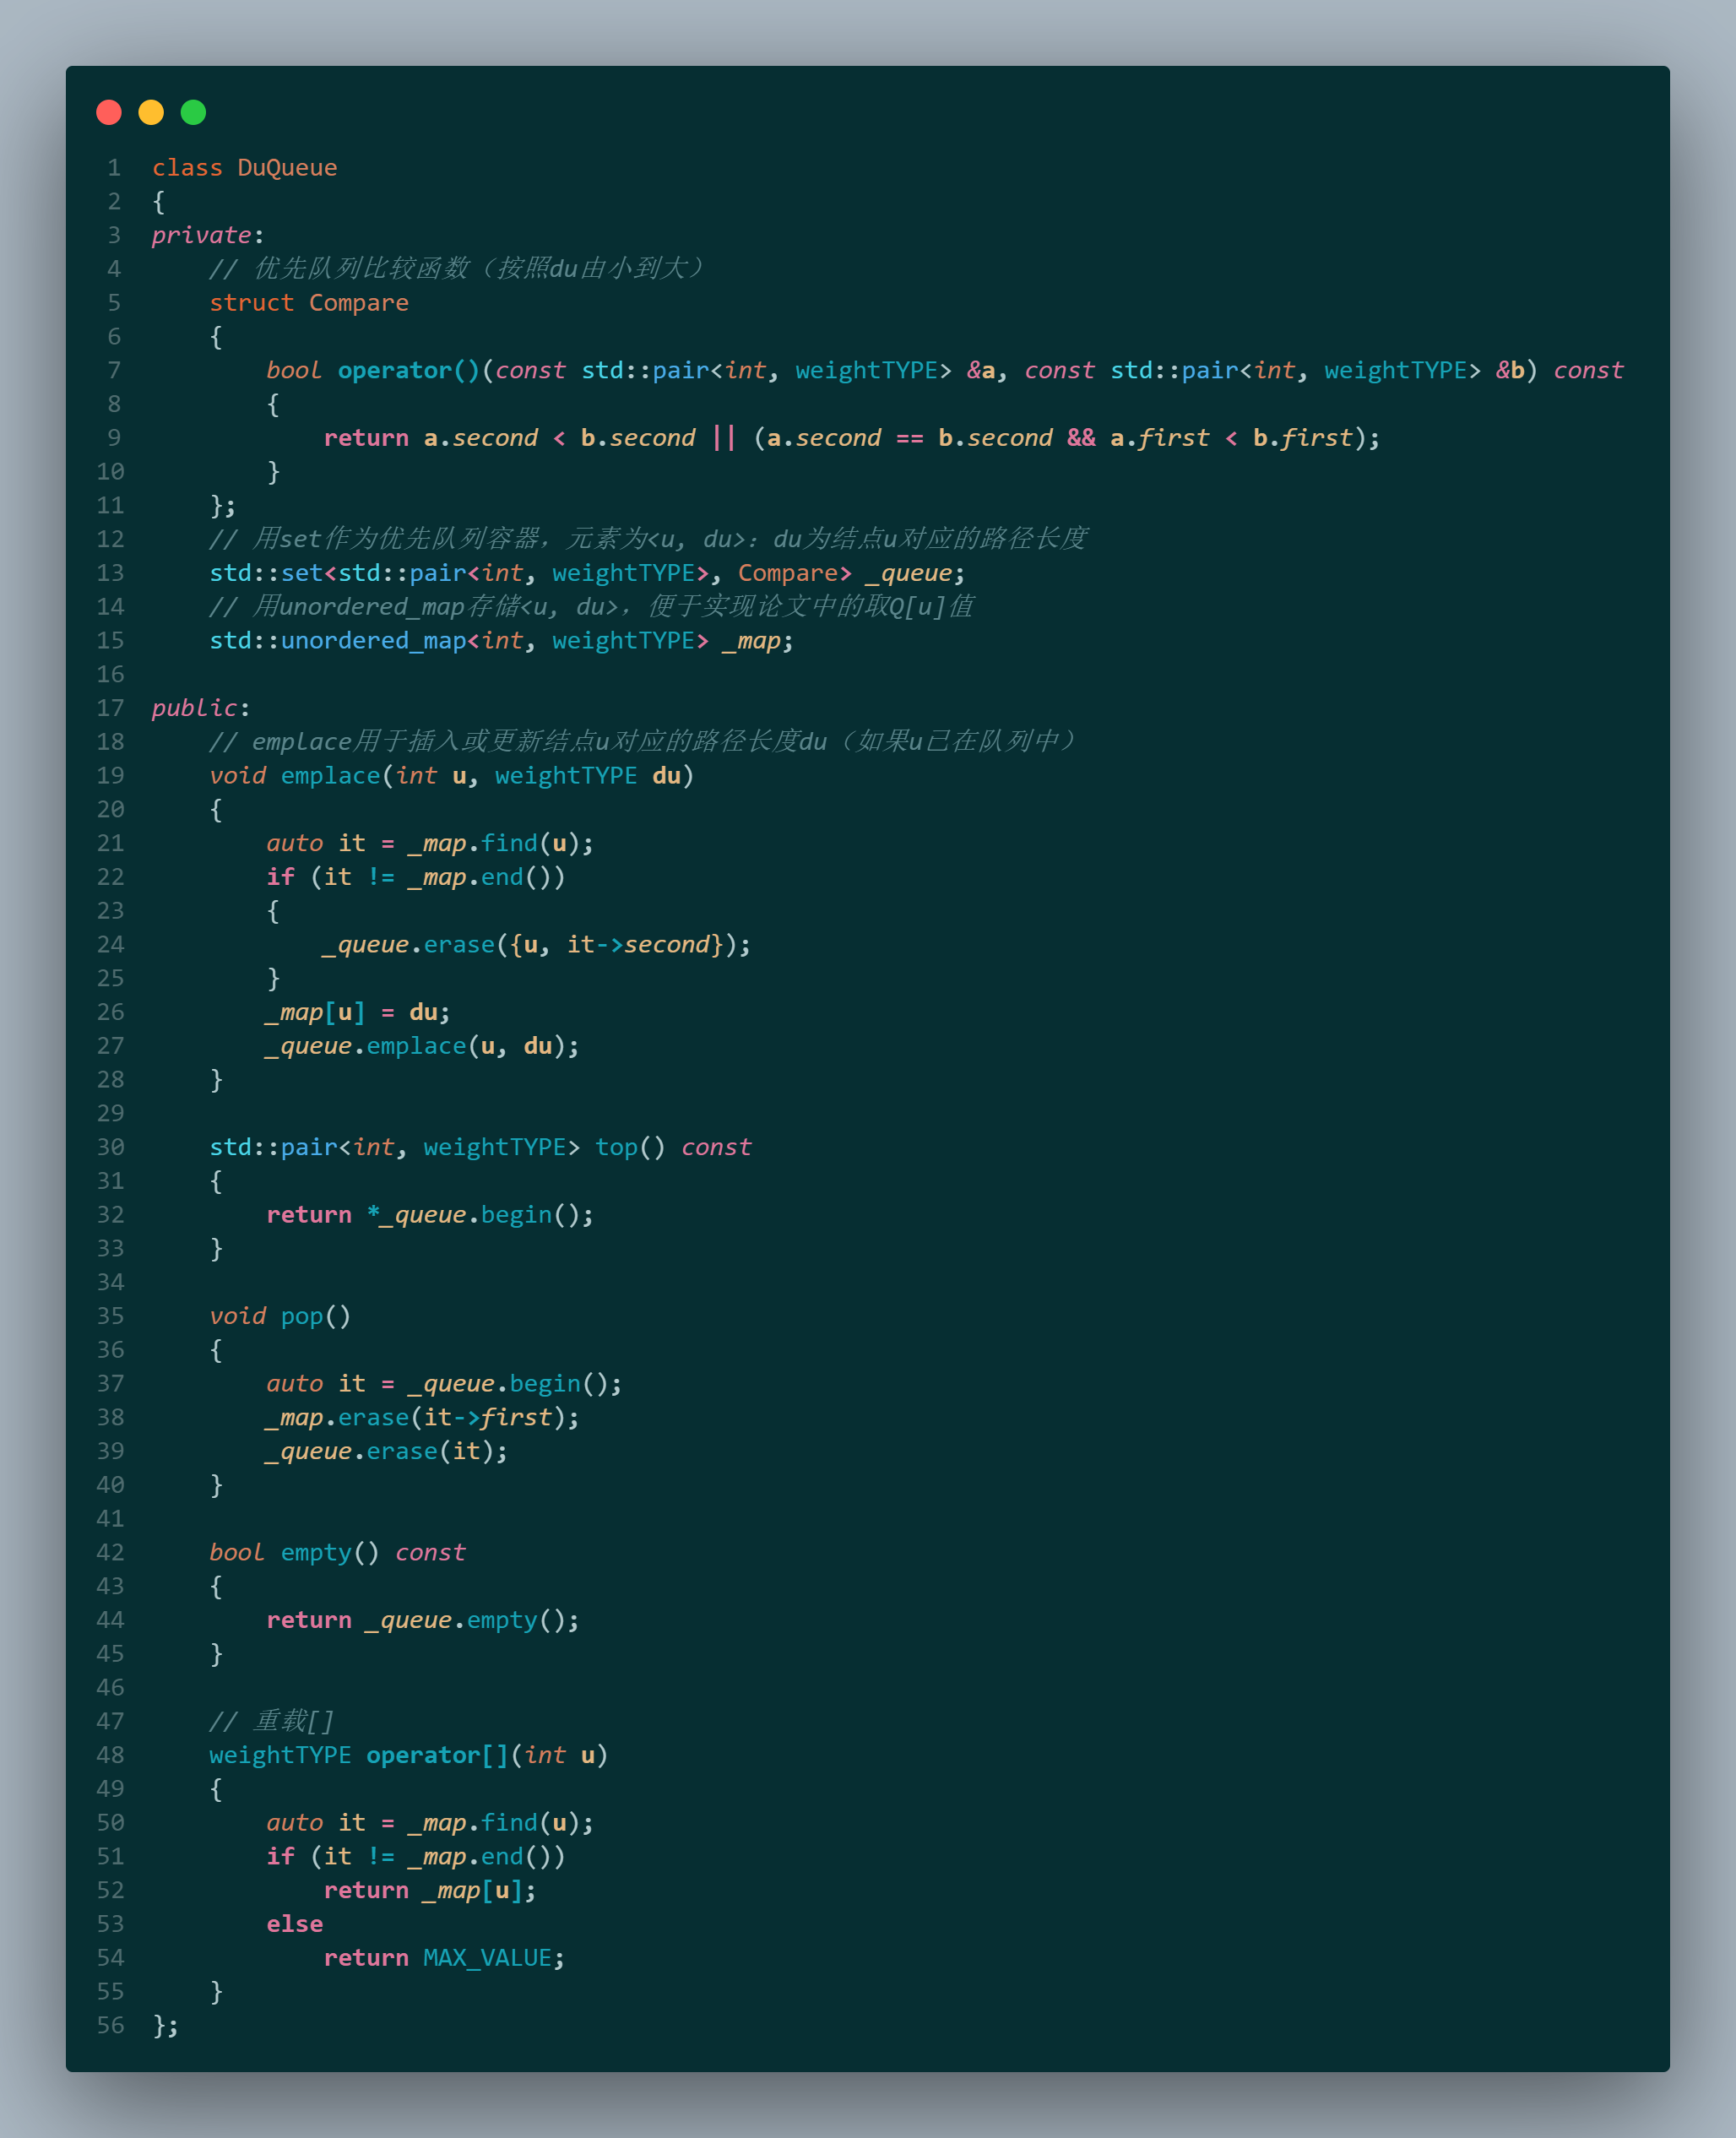 1 class DuQueue
2 {
3 private:
4     // 优先队列比较函数（按照du由小到大）
5     struct Compare
6     {
7         bool operator()(const std::pair<int, weightTYPE> &a, const std::pair<int, weightTYPE> &b) const
8         {
9             return a.second < b.second || (a.second == b.second && a.first < b.first);
10         }
11     };
12     // 用set作为优先队列容器，元素为<u, du>：du为结点u对应的路径长度
13     std::set<std::pair<int, weightTYPE>, Compare> _queue;
14     // 用unordered_map存储<u, du>，便于实现论文中的取Q[u]值
15     std::unordered_map<int, weightTYPE> _map;
16
17 public:
18     // emplace用于插入或更新结点u对应的路径长度du（如果u已在队列中）
19     void emplace(int u, weightTYPE du)
20     {
21         auto it = _map.find(u);
22         if (it != _map.end())
23         {
24             _queue.erase({u, it->second});
25         }
26         _map[u] = du;
27         _queue.emplace(u, du);
28     }
29
30     std::pair<int, weightTYPE> top() const
31     {
32         return *_queue.begin();
33     }
34
35     void pop()
36     {
37         auto it = _queue.begin();
38         _map.erase(it->first);
39         _queue.erase(it);
40     }
41
42     bool empty() const
43     {
44         return _queue.empty();
45     }
46
47     // 重载[]
48     weightTYPE operator[](int u)
49     {
50         auto it = _map.find(u);
51         if (it != _map.end())
52             return _map[u];
53         else
54             return MAX_VALUE;
55     }
56 };